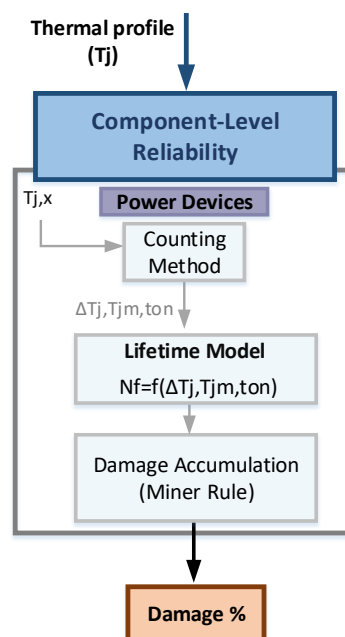 Thermal profile
(Tj)
Component-Level
Reliability
Power Devices
Tj,x
Counting
Method
ΔTj,Tjm,ton
Lifetime Model
Nf=f(ΔTj,Tjm,ton)
Damage Accumulation
(Miner Rule)
Damage %